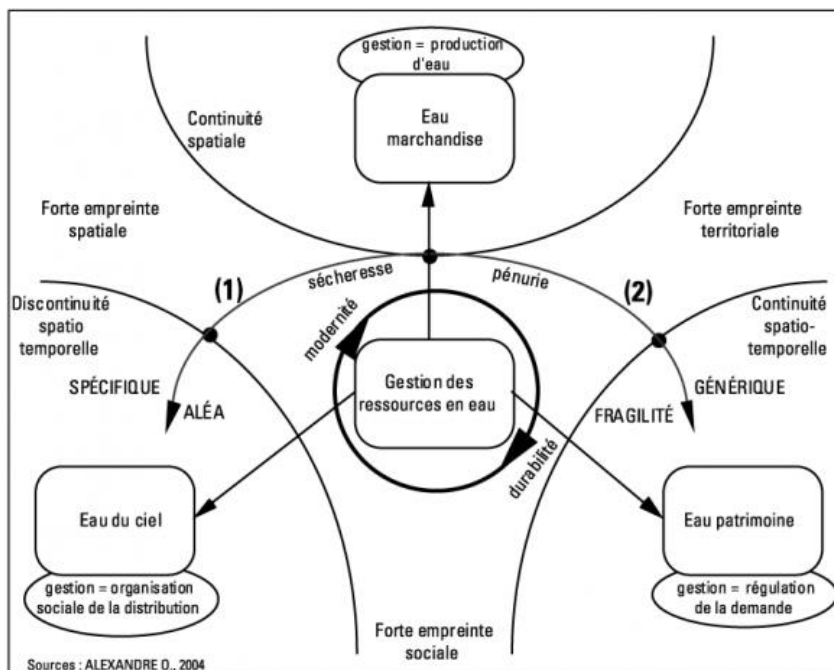 gestion = production
d'eau
Continuité
spatiale
Eau
marchandise
Forte empreinte
spatiale
Forte empreinte
territoriale
(1)
sécheresse
pénurie
(2)
Discontinuité
spatio
temporelle
Continuité
spatio-
temporelle
modernité
SPÉCIFIQUE
ALÉA
Gestion des
ressources en eau
FRAGILITÉ
GÉNÉRIQUE
durabilité
Eau du ciel
Eau patrimoine
gestion = organisation
sociale de la distribution
gestion = régulation
de la demande
Forte empreinte
sociale
Sources : ALEXANDRE O., 2004